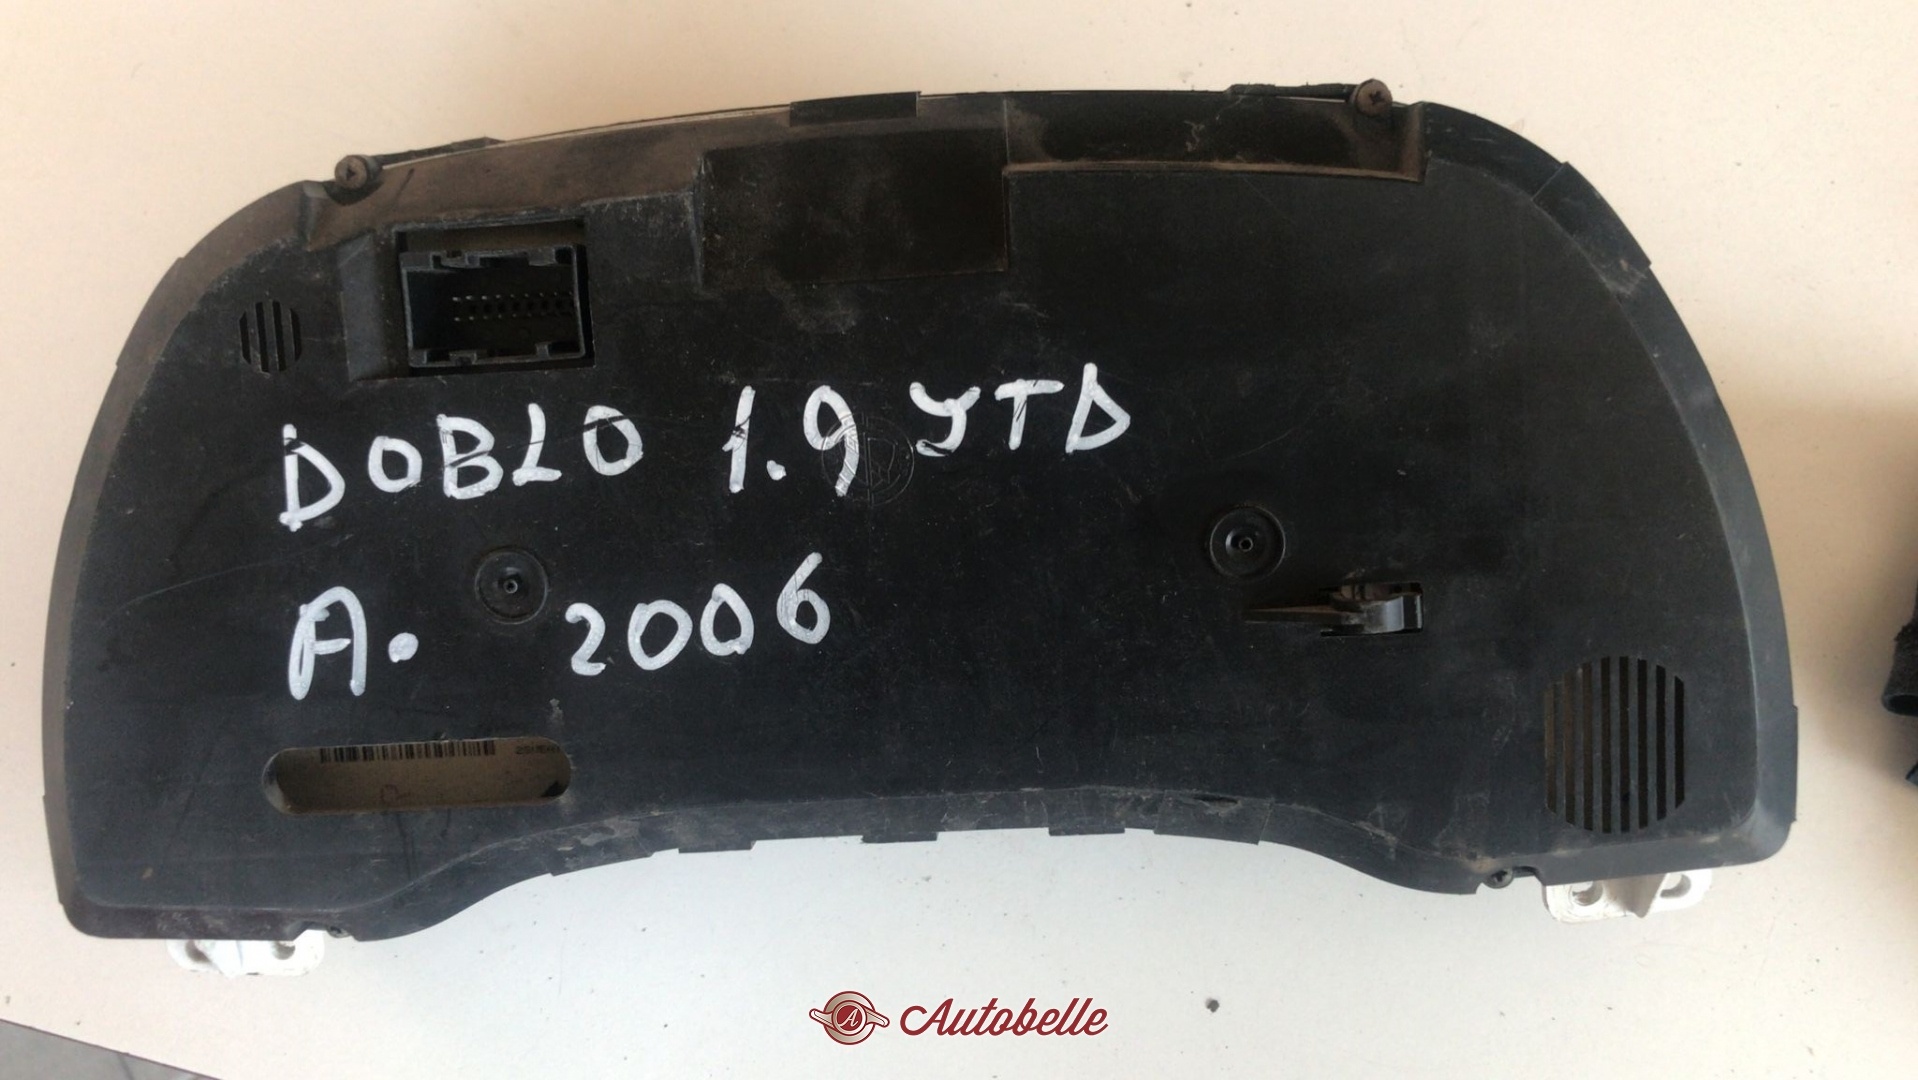 DOBLO 1.9 JTD
A. 2006
Autobelle